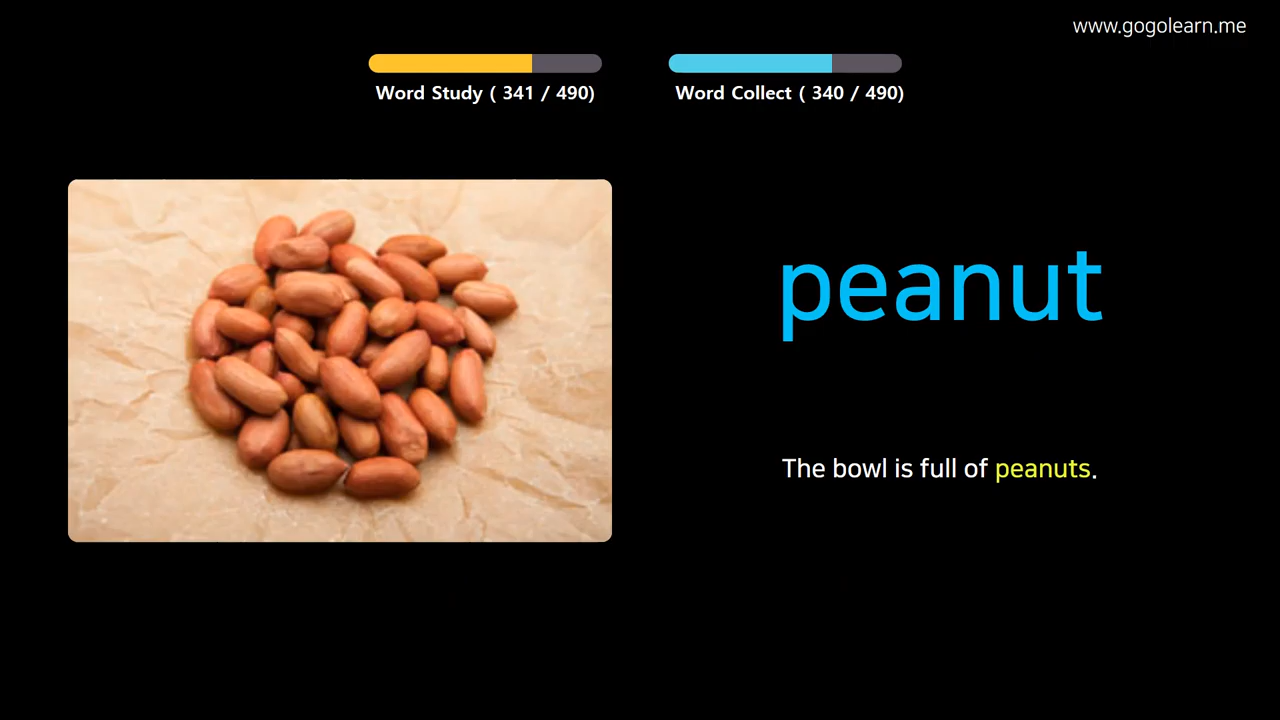 www.gogolearn.me
Word Study ( 341 / 490)
Word Collect ( 340 / 490)
peanut
The bowl is full of peanuts.